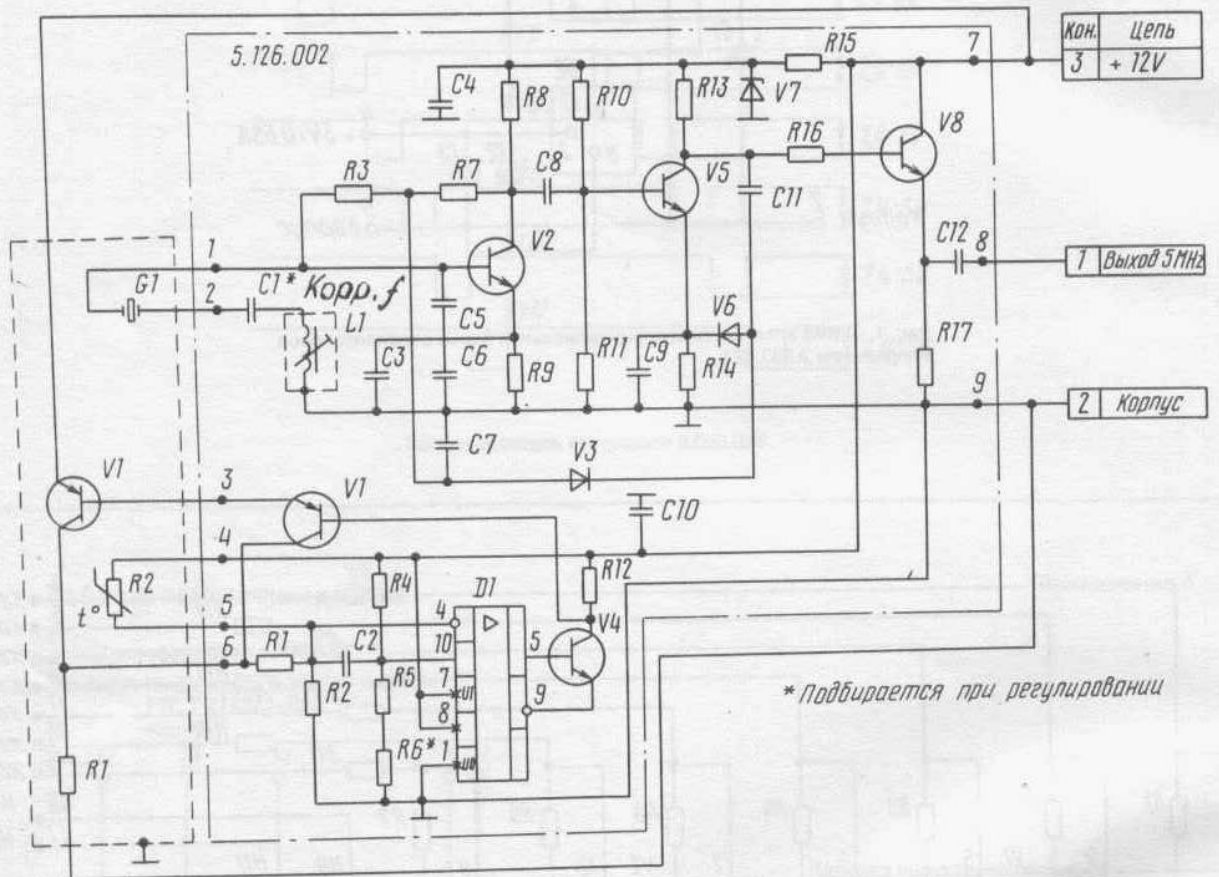 Кон. Цепь
3 + 12V
5.126.002
R15
7
C4
R8
R10
R13
V7
R16
V8
R3
R7
C8
V5
C11
1
V2
C12
8
1 Выход 5MHz
G1
2
C1* Корр. f
L1
C5
V6
C3
C6
R9
R11
C9
R14
R17
9
2 Корпус
C7
V3
V1
3
V1
C10
4
R2
t°
R4
D1
R12
5
4
V4
6
R1
C2
10
5
R2
R5
7
U1
9
8
* Подбирается при регулировании
R6*
1
U0
R1